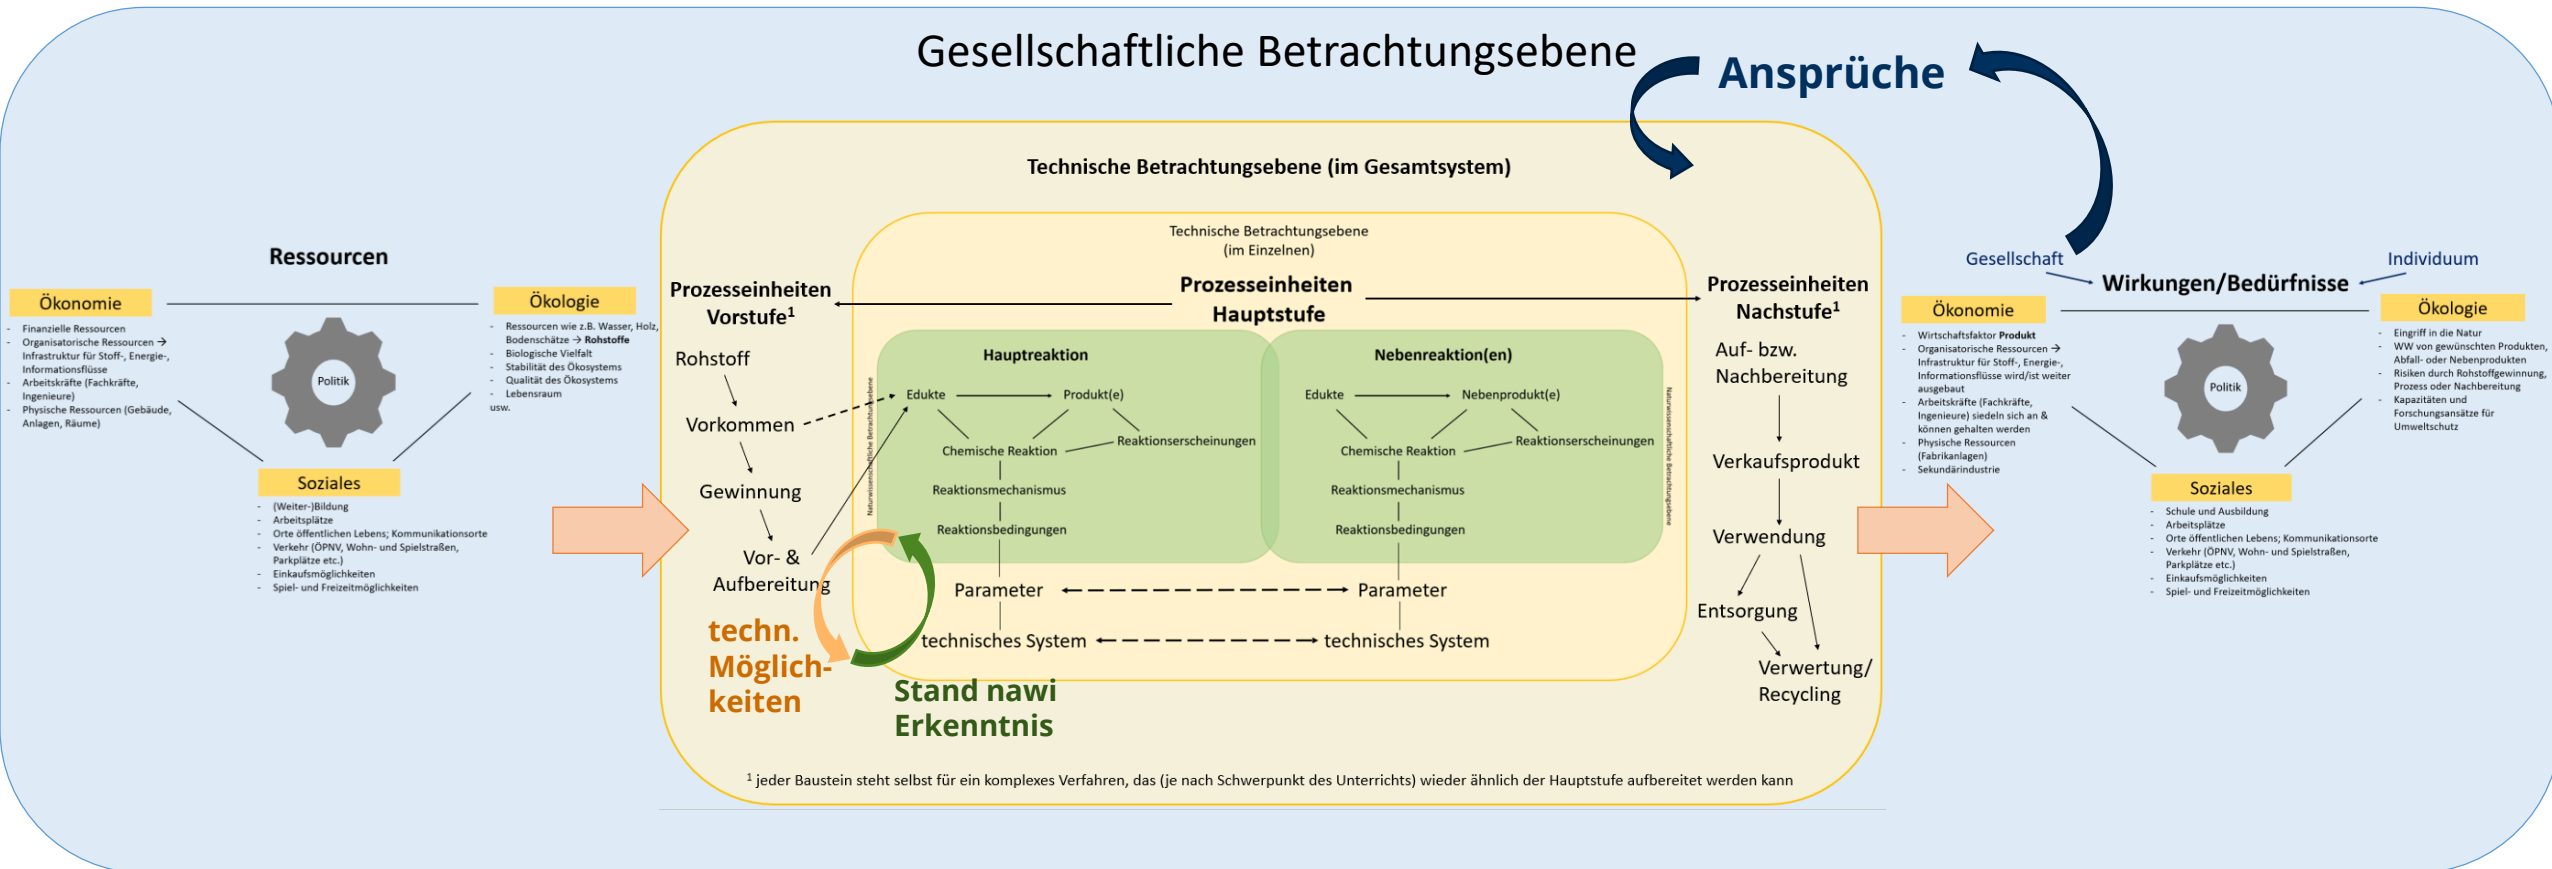 Gesellschaftliche Betrachtungsebene
Ansprüche
Technische Betrachtungsebene (im Gesamtsystem)
Ressourcen
Ökonomie
- Finanzielle Ressourcen
- Organisatorische Ressourcen →
Infrastruktur für Stoff-, Energie-,
Informationsflüsse
- Arbeitskräfte (Fachkräfte,
Ingenieure)
- Physische Ressourcen (Gebäude,
Anlagen, Räume)
Politik
Ökologie
- Ressourcen wie z.B. Wasser, Holz,
Bodenschätze → Rohstoffe
- Biologische Vielfalt
- Stabilität des Ökosystems
- Qualität des Ökosystems
- Lebensraum
usw.
Soziales
- (Weiter-)Bildung
- Arbeitsplätze
- Orte öffentlichen Lebens; Kommunikationsorte
- Verkehr (ÖPNV, Wohn- und Spielstraßen,
Parkplätze etc.)
- Einkaufsmöglichkeiten
- Spiel- und Freizeitmöglichkeiten
Prozesseinheiten
Vorstufe¹
Rohstoff
Vorkommen
Gewinnung
Vor- &
Aufbereitung
techn.
Möglich-
keiten
Technische Betrachtungsebene
(im Einzelnen)
Prozesseinheiten
Hauptstufe
Naturwissenschaftliche Betrachtungsebene
Hauptreaktion
Edukte
Produkt(e)
Reaktionserscheinungen
Chemische Reaktion
Reaktionsmechanismus
Reaktionsbedingungen
Parameter
technisches System
Stand nawi
Erkenntnis
Nebenreaktion(en)
Edukte
Nebenprodukt(e)
Reaktionserscheinungen
Chemische Reaktion
Reaktionsmechanismus
Reaktionsbedingungen
Parameter
technisches System
Naturwissenschaftliche Betrachtungsebene
Prozesseinheiten
Nachstufe¹
Auf- bzw.
Nachbereitung
Verkaufsprodukt
Verwendung
Entsorgung
Verwertung/
Recycling
¹ jeder Baustein steht selbst für ein komplexes Verfahren, das (je nach Schwerpunkt des Unterrichts) wieder ähnlich der Hauptstufe aufbereitet werden kann
Gesellschaft
Individuum
Wirkungen/Bedürfnisse
Ökonomie
- Wirtschaftsfaktor Produkt
- Organisatorische Ressourcen →
Infrastruktur für Stoff-, Energie-,
Informationsflüsse wird/ist weiter
ausgebaut
- Arbeitskräfte (Fachkräfte,
Ingenieure) siedeln sich an &
können gehalten werden
- Physische Ressourcen
(Fabrikanlagen)
- Sekundärindustrie
Politik
Ökologie
- Eingriff in die Natur
- WW von gewünschten Produkten,
Abfall- oder Nebenprodukten
- Risiken durch Rohstoffgewinnung,
Prozess oder Nachbereitung
- Kapazitäten und
Forschungsansätze für
Umweltschutz
Soziales
- Schule und Ausbildung
- Arbeitsplätze
- Orte öffentlichen Lebens; Kommunikationsorte
- Verkehr (ÖPNV, Wohn- und Spielstraßen,
Parkplätze etc.)
- Einkaufsmöglichkeiten
- Spiel- und Freizeitmöglichkeiten